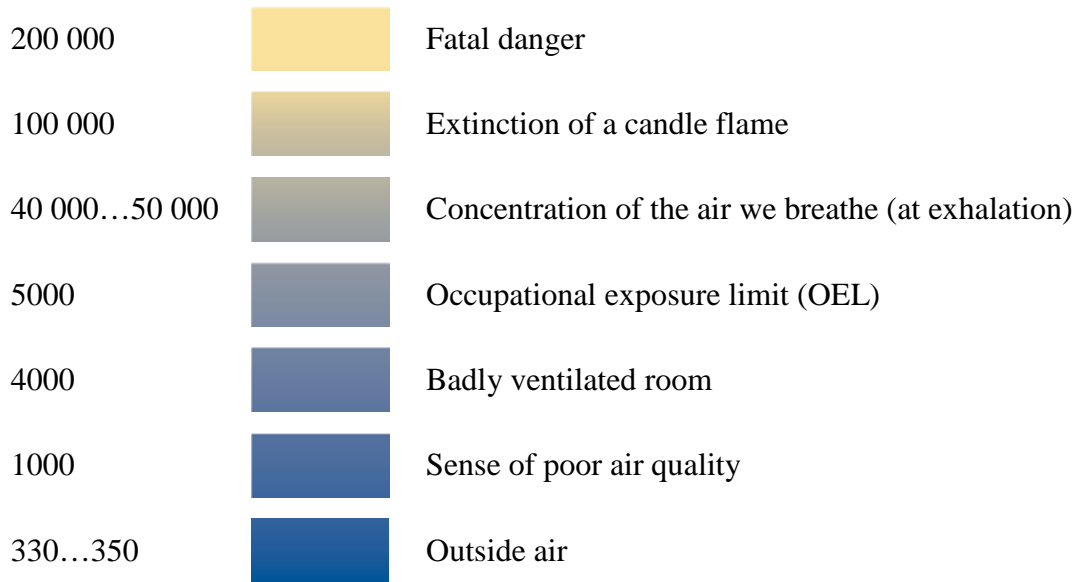 200 000 Fatal danger
100 000 Extinction of a candle flame
40 000…50 000 Concentration of the air we breathe (at exhalation)
5000 Occupational exposure limit (OEL)
4000 Badly ventilated room
1000 Sense of poor air quality
330…350 Outside air